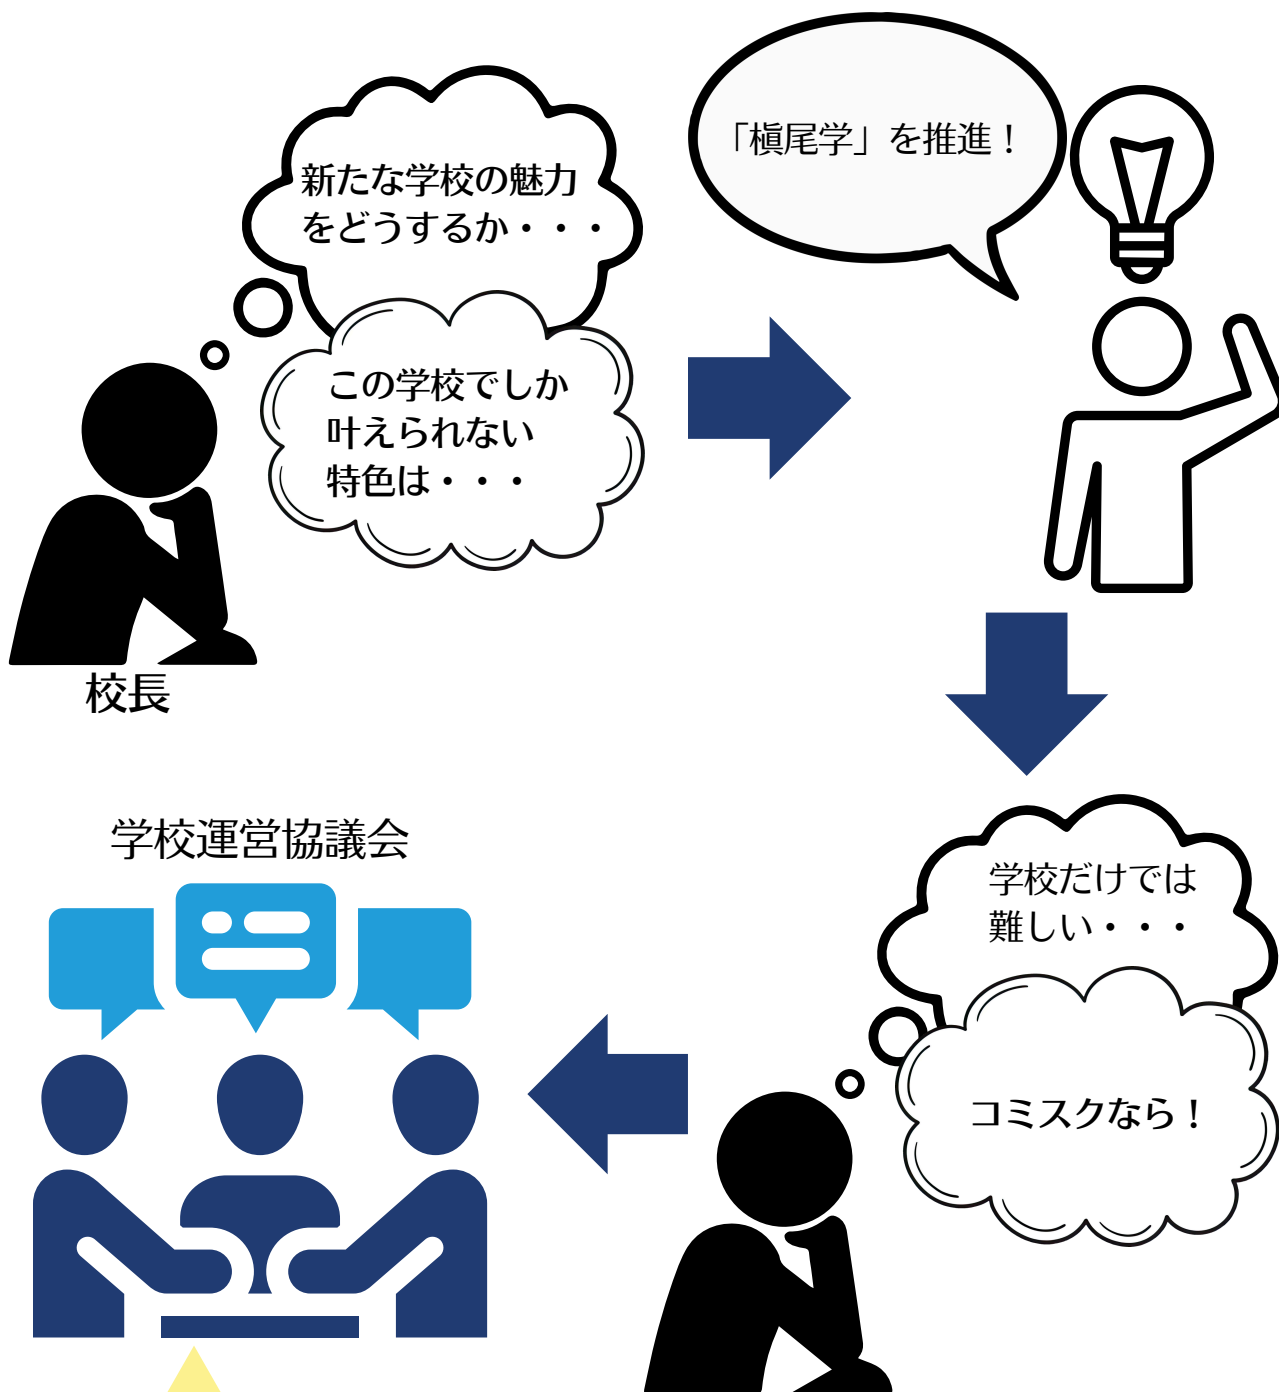 新たな学校の魅力
をどうするか・・・
この学校でしか
叶えられない
特色は・・・
校長
「槇尾学」を推進！
学校だけでは
難しい・・・
コミスクなら！
学校運営協議会